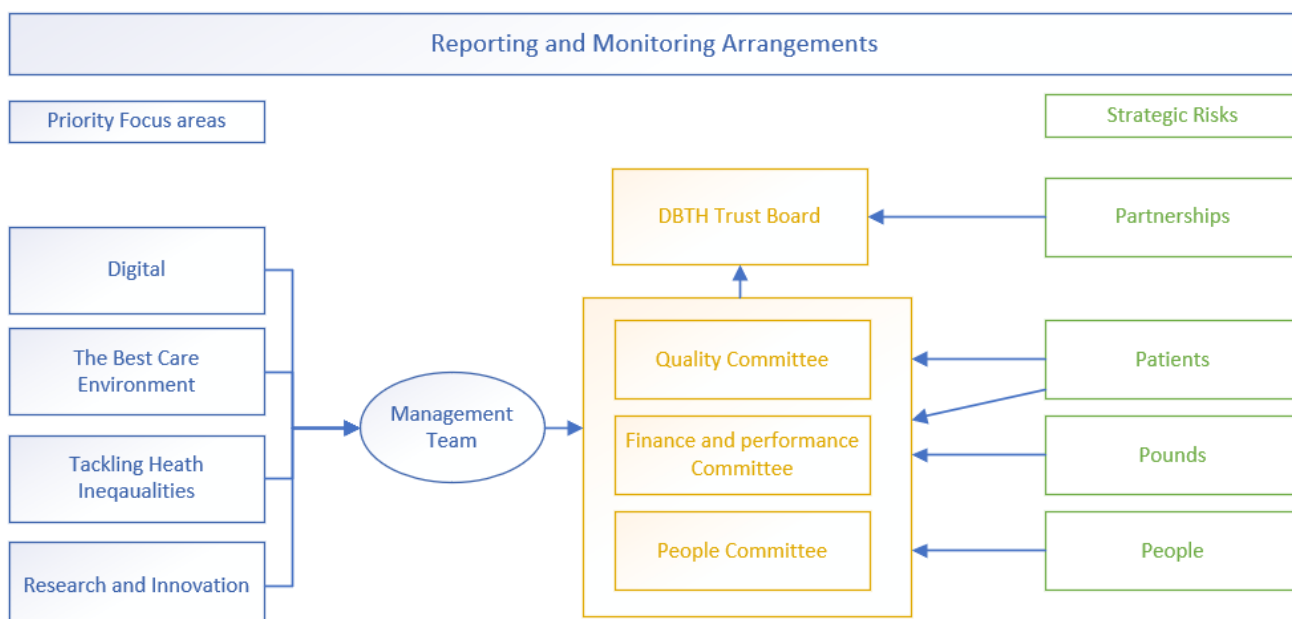 Reporting and Monitoring Arrangements
Priority Focus areas
Strategic Risks
DBTH Trust Board
Partnerships
Digital
The Best Care
Environment
Quality Committee
Patients
Management
Team
Tackling Heath
Ineqaualities
Finance and performance
Committee
Pounds
Research and Innovation
People Committee
People